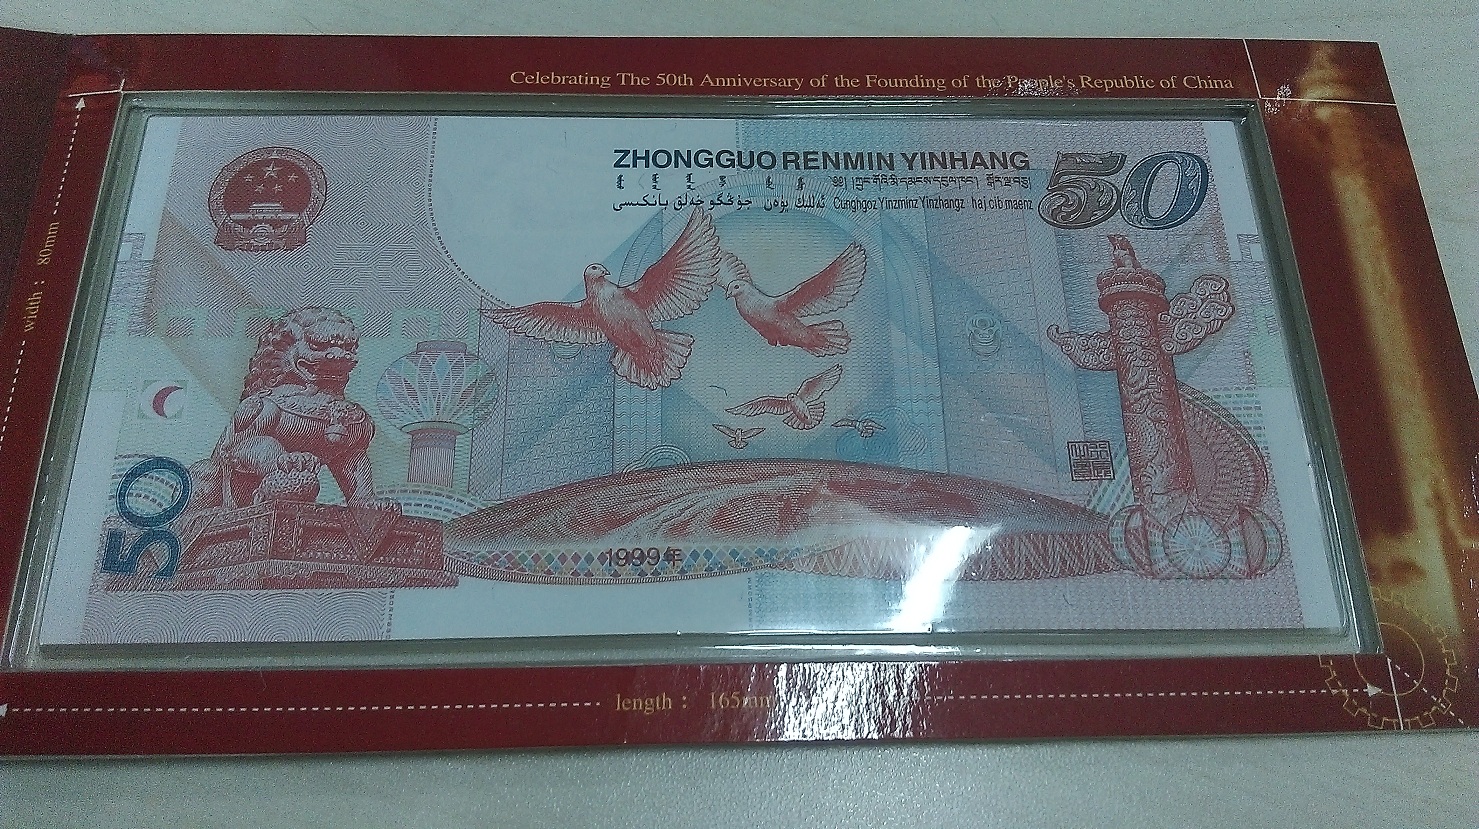 Celebrating The 50th Anniversary of the Founding of the People's Republic of China
ZHONGGUO RENMIN YINHANG
50
جۇڭگو خەلق بانكىسى
Cunghgoz Yinzminz Yinzhangz haj cib maenz
width : 80mm
50
1999年
length : 165mm